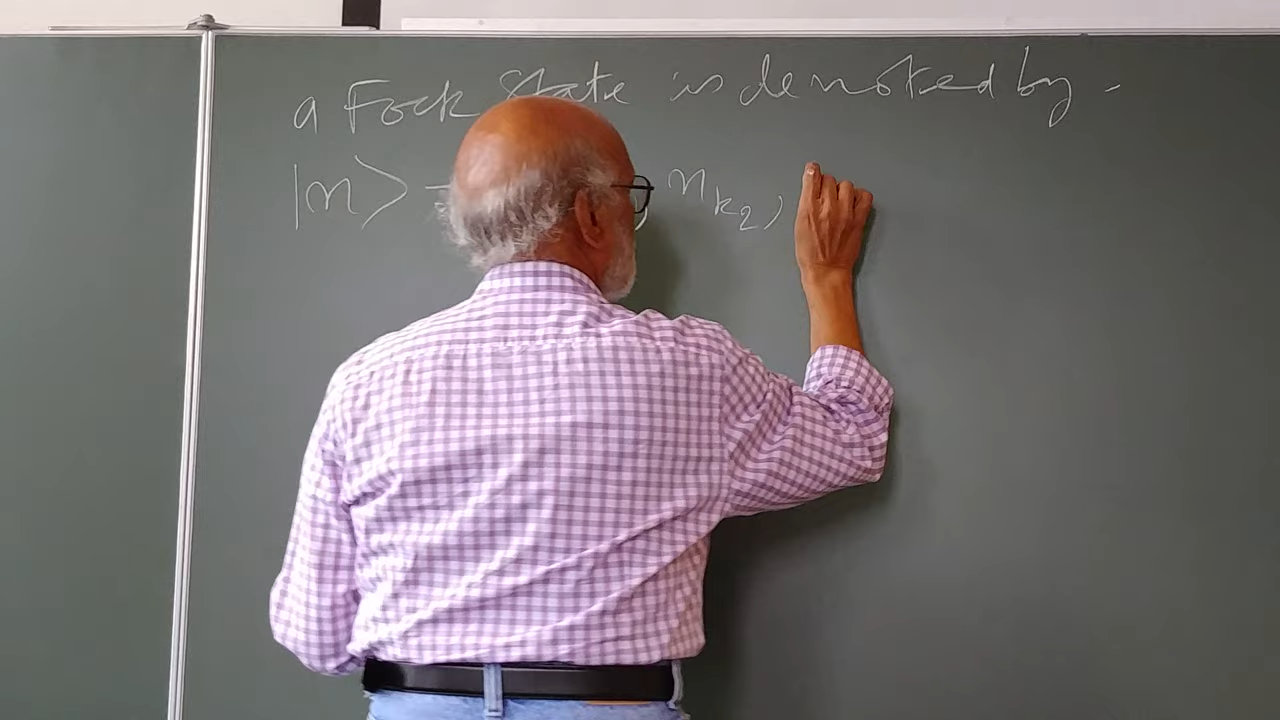 a Fock State is denoted by.
|n⟩ , n_{k_2},